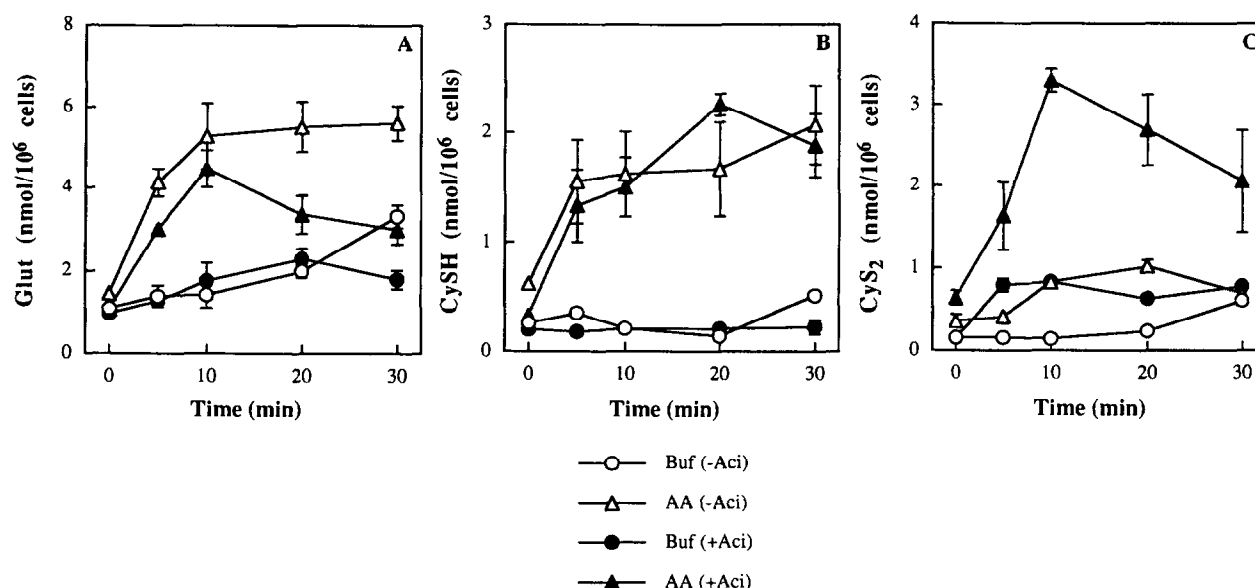 A
Glut (nmol/10⁶ cells)
8
6
4
2
0
0 10 20 30
Time (min)
B
CySH (nmol/10⁶ cells)
3
2
1
0
0 10 20 30
Time (min)
C
CyS₂ (nmol/10⁶ cells)
4
3
2
1
0
0 10 20 30
Time (min)
Buf (-Aci)
AA (-Aci)
Buf (+Aci)
AA (+Aci)